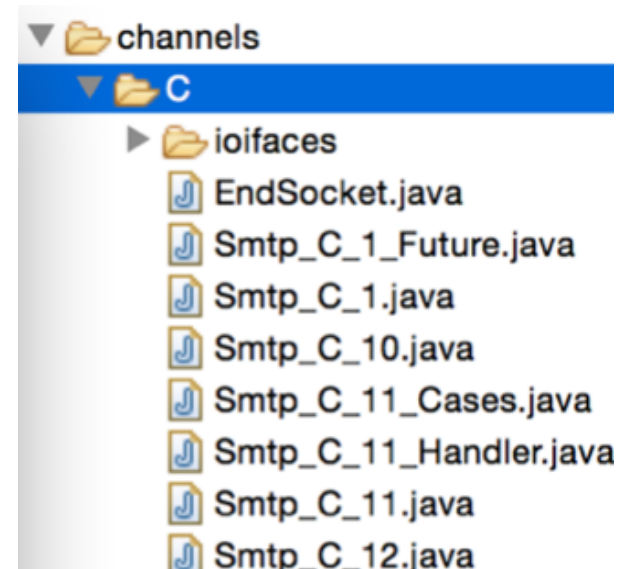 channels
C
ioifaces
EndSocket.java
Smtp_C_1_Future.java
Smtp_C_1.java
Smtp_C_10.java
Smtp_C_11_Cases.java
Smtp_C_11_Handler.java
Smtp_C_11.java
Smtp_C_12.java